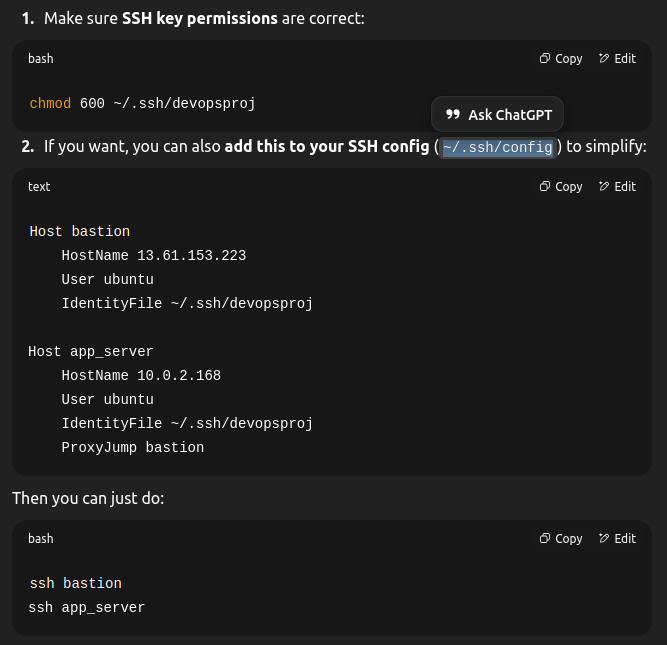 1. Make sure SSH key permissions are correct:
bash Copy Edit
chmod 600 ~/.ssh/devopsproj
Ask ChatGPT
2. If you want, you can also add this to your SSH config (~/.ssh/config) to simplify:
text Copy Edit
Host bastion
    HostName 13.61.153.223
    User ubuntu
    IdentityFile ~/.ssh/devopsproj

Host app_server
    HostName 10.0.2.168
    User ubuntu
    IdentityFile ~/.ssh/devopsproj
    ProxyJump bastion
Then you can just do:
bash Copy Edit
ssh bastion
ssh app_server